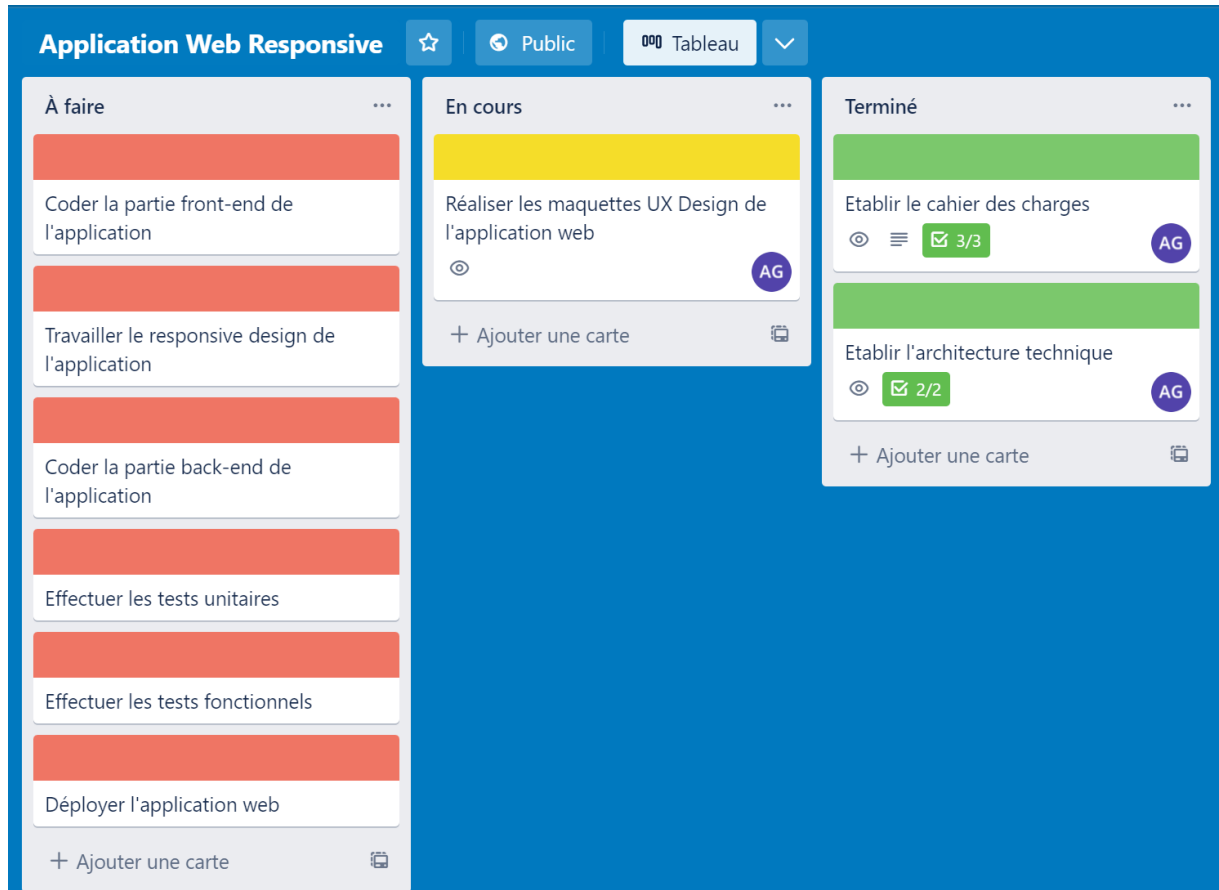 Application Web Responsive
Public
Tableau
À faire
Coder la partie front-end de
l'application
Travailler le responsive design de
l'application
Coder la partie back-end de
l'application
Effectuer les tests unitaires
Effectuer les tests fonctionnels
Déployer l'application web
+ Ajouter une carte
En cours
Réaliser les maquettes UX Design de
l'application web
AG
+ Ajouter une carte
Terminé
Etablir le cahier des charges
3/3
AG
Etablir l'architecture technique
2/2
AG
+ Ajouter une carte